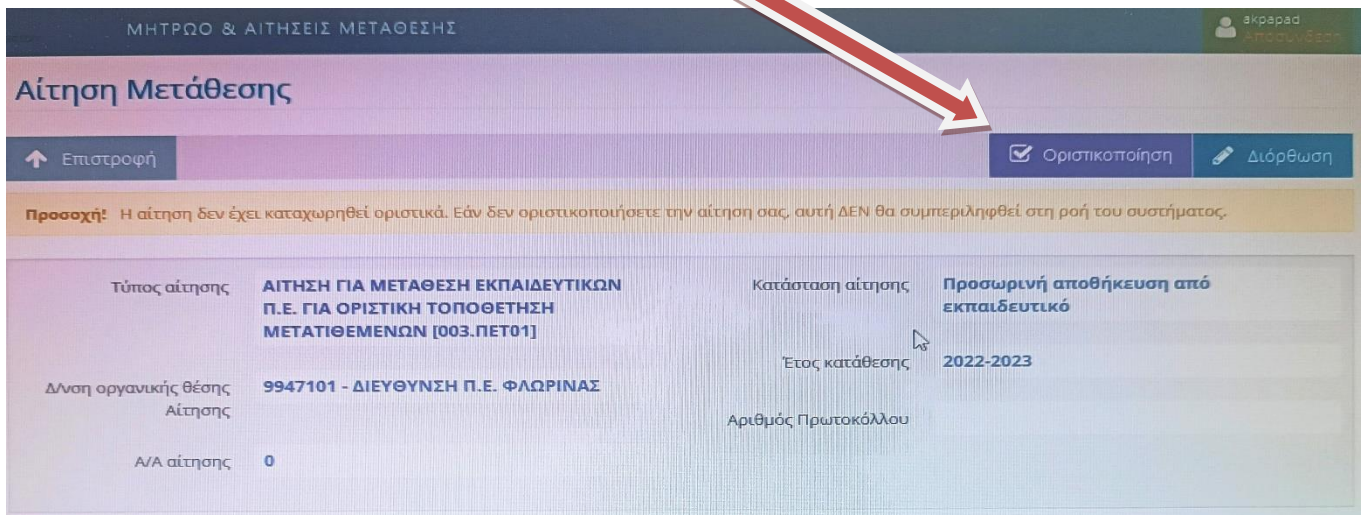 ΜΗΤΡΩΟ & ΑΙΤΗΣΕΙΣ ΜΕΤΑΘΕΣΗΣ
akpapad
Αποσύνδεση
Αίτηση Μετάθεσης
Επιστροφή
Οριστικοποίηση
Διόρθωση
Προσοχή! Η αίτηση δεν έχει καταχωρηθεί οριστικά. Εάν δεν οριστικοποιήσετε την αίτηση σας, αυτή ΔΕΝ θα συμπεριληφθεί στη ροή του συστήματος.
Τύπος αίτησης
ΑΙΤΗΣΗ ΓΙΑ ΜΕΤΑΘΕΣΗ ΕΚΠΑΙΔΕΥΤΙΚΩΝ
Π.Ε. ΓΙΑ ΟΡΙΣΤΙΚΗ ΤΟΠΟΘΕΤΗΣΗ
ΜΕΤΑΤΙΘΕΜΕΝΩΝ [003.ΠΕΤ01]
Κατάσταση αίτησης
Προσωρινή αποθήκευση από
εκπαιδευτικό
Έτος κατάθεσης
2022-2023
Δ/νση οργανικής θέσης
Αίτησης
9947101 - ΔΙΕΥΘΥΝΣΗ Π.Ε. ΦΛΩΡΙΝΑΣ
Αριθμός Πρωτοκόλλου
Α/Α αίτησης
0